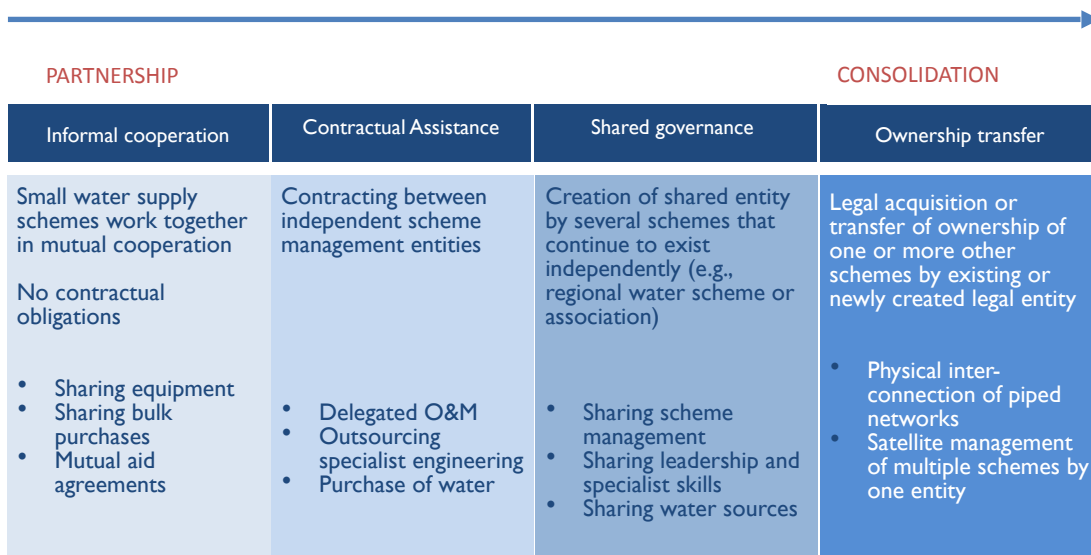 PARTNERSHIP
CONSOLIDATION
Informal cooperation
Contractual Assistance
Shared governance
Ownership transfer
Small water supply
schemes work together
in mutual cooperation
No contractual
obligations
• Sharing equipment
• Sharing bulk
purchases
• Mutual aid
agreements
Contracting between
independent scheme
management entities
• Delegated O&M
• Outsourcing
specialist engineering
• Purchase of water
Creation of shared entity
by several schemes that
continue to exist
independently (e.g.,
regional water scheme or
association)
• Sharing scheme
management
• Sharing leadership and
specialist skills
• Sharing water sources
Legal acquisition or
transfer of ownership of
one or more other
schemes by existing or
newly created legal entity
• Physical inter-
connection of piped
networks
• Satellite management
of multiple schemes by
one entity